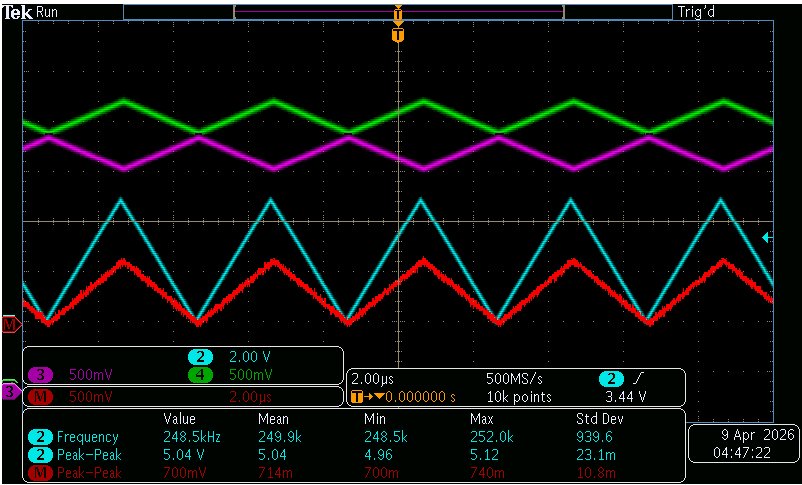 Tek Run Trig'd
T
T
M
3
2 2.00 V
3 500mV 4 500mV
M 500mV 2.00µs
2.00µs 500MS/s 2
T→▼0.000000 s 10k points 3.44 V
Value Mean Min Max Std Dev
2 Frequency 248.5kHz 249.9k 248.5k 252.0k 939.6
2 Peak-Peak 5.04 V 5.04 4.96 5.12 23.1m
M Peak-Peak 700mV 714m 700m 740m 10.8m
9 Apr 2026
04:47:22